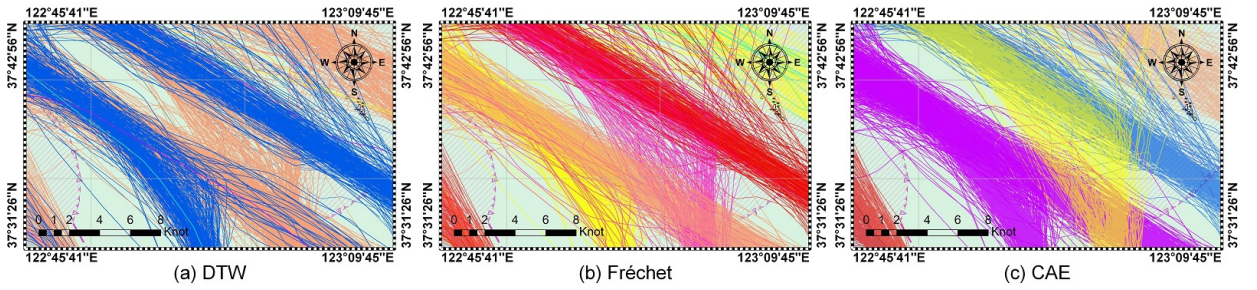 122°45'41"E 123°09'45"E
37°42'56"N 37°42'56"N
N
W E
S
37°31'26"N 37°31'26"N
0 1 2 4 6 8
Knot
122°45'41"E 123°09'45"E
(a) DTW
122°45'41"E 123°09'45"E
37°42'56"N 37°42'56"N
N
W E
S
37°31'26"N 37°31'26"N
0 1 2 4 6 8
Knot
122°45'41"E 123°09'45"E
(b) Fréchet
122°45'41"E 123°09'45"E
37°42'56"N 37°42'56"N
N
W E
S
37°31'26"N 37°31'26"N
0 1 2 4 6 8
Knot
122°45'41"E 123°09'45"E
(c) CAE